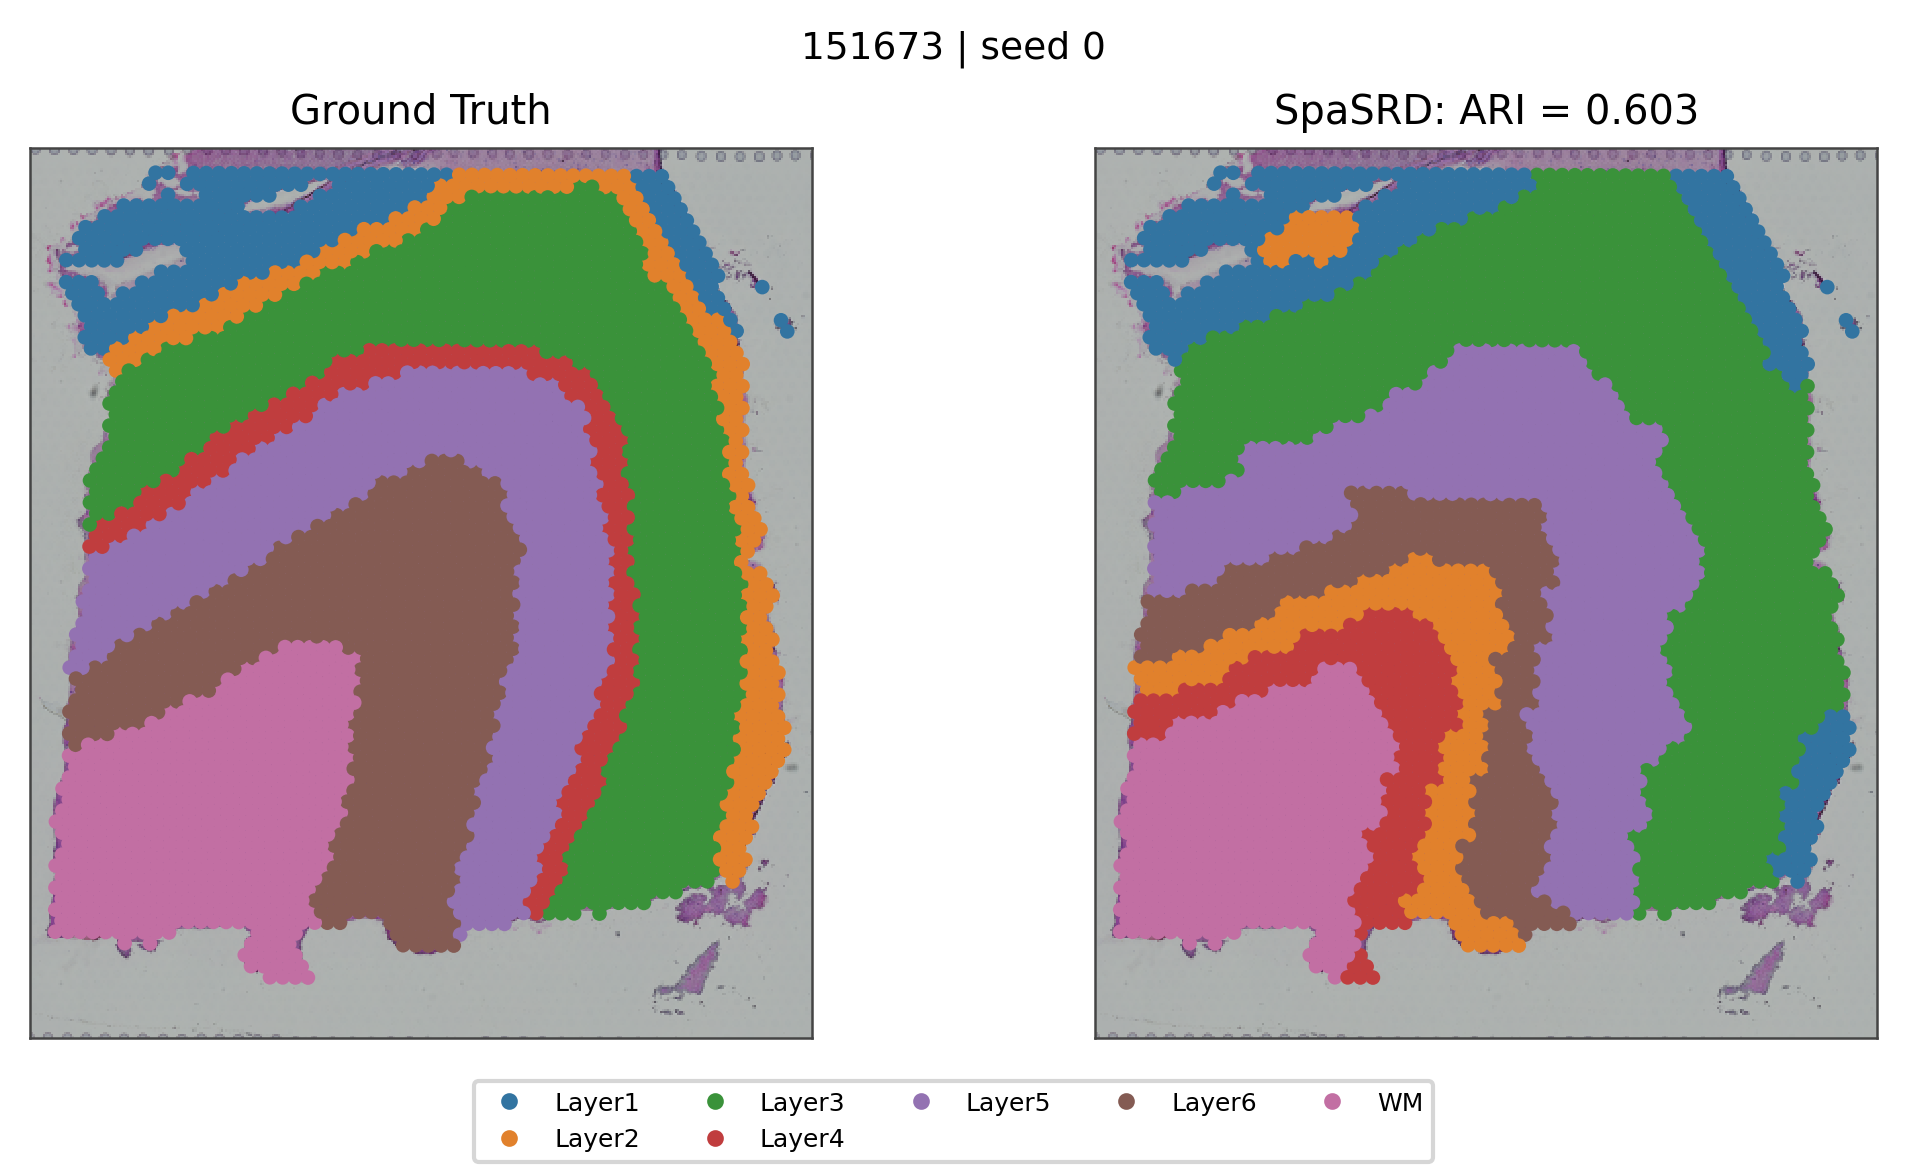 151673 | seed 0
Ground Truth
SpaSRD: ARI = 0.603
Layer1
Layer3
Layer5
Layer6
WM
Layer2
Layer4